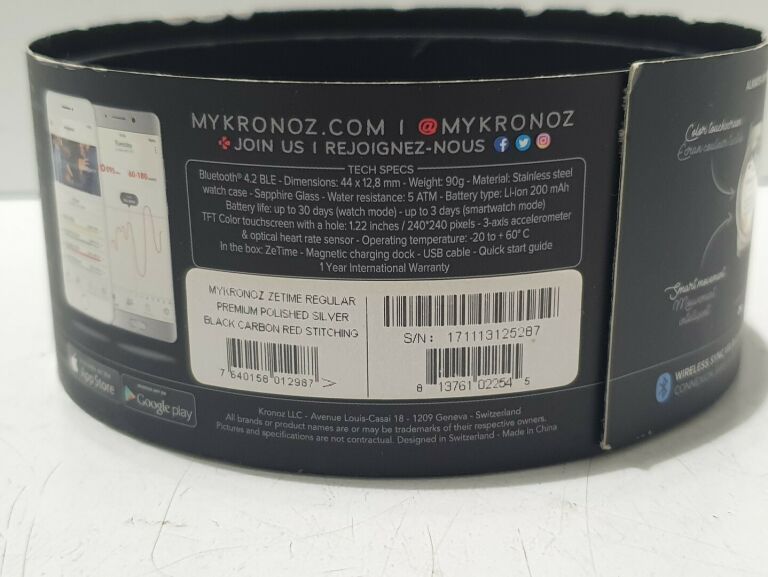 MYKRONOZ.COM | @MYKRONOZ
JOIN US | REJOIGNEZ-NOUS
TECH SPECS
Bluetooth® 4.2 BLE - Dimensions: 44 x 12,8 mm - Weight: 90g - Material: Stainless steel
watch case - Sapphire Glass - Water resistance: 5 ATM - Battery type: Li-Ion 200 mAh
Battery life: up to 30 days (watch mode) - up to 3 days (smartwatch mode)
TFT Color touchscreen with a hole: 1.22 inches / 240*240 pixels - 3-axis accelerometer
& optical heart rate sensor - Operating temperature: -20 to + 60° C
In the box: ZeTime - Magnetic charging dock - USB cable - Quick start guide
1 Year International Warranty
MYKRONOZ ZETIME REGULAR
PREMIUM POLISHED SILVER
BLACK CARBON RED STITCHING
7 640158 012987 >
S/N: 171113125287
8 13761 02254 5
App Store
Google play
Kronoz LLC - Avenue Louis-Casai 18 - 1209 Geneva - Switzerland
All brands or product names are or may be trademarks of their respective owners.
Pictures and specifications are not contractual. Designed in Switzerland - Made in China
Color touchscreen
Smart movement
Mouvement
intelligent
WIRELESS SYNC
Tuesday
60-180